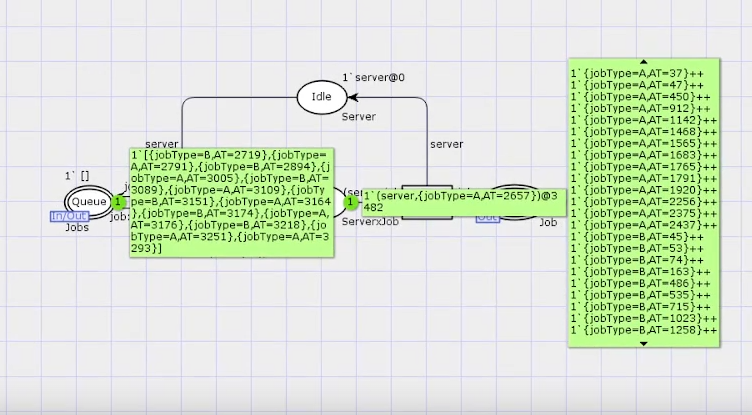 1`server@0
Idle
Server
server
server
1` []
Queue
1
In/Out
Jobs
1`[{jobType=B,AT=2719},{jobType=
A,AT=2791},{jobType=B,AT=2894},{j
obType=A,AT=3005},{jobType=B,AT=
3089},{jobType=A,AT=3109},{jobTy
pe=B,AT=3151},{jobType=A,AT=3164
},{jobType=B,AT=3174},{jobType=A,
AT=3176},{jobType=B,AT=3218},{jo
bType=A,AT=3251},{jobType=A,AT=3
293}]
1
1`(server,{jobType=A,AT=2657})@3
482
ServerxJob
Out
Job
1`{jobType=A,AT=37}++
1`{jobType=A,AT=47}++
1`{jobType=A,AT=450}++
1`{jobType=A,AT=912}++
1`{jobType=A,AT=1142}++
1`{jobType=A,AT=1468}++
1`{jobType=A,AT=1565}++
1`{jobType=A,AT=1683}++
1`{jobType=A,AT=1765}++
1`{jobType=A,AT=1791}++
1`{jobType=A,AT=1920}++
1`{jobType=A,AT=2256}++
1`{jobType=A,AT=2375}++
1`{jobType=A,AT=2437}++
1`{jobType=B,AT=45}++
1`{jobType=B,AT=53}++
1`{jobType=B,AT=74}++
1`{jobType=B,AT=163}++
1`{jobType=B,AT=486}++
1`{jobType=B,AT=535}++
1`{jobType=B,AT=715}++
1`{jobType=B,AT=1023}++
1`{jobType=B,AT=1258}++